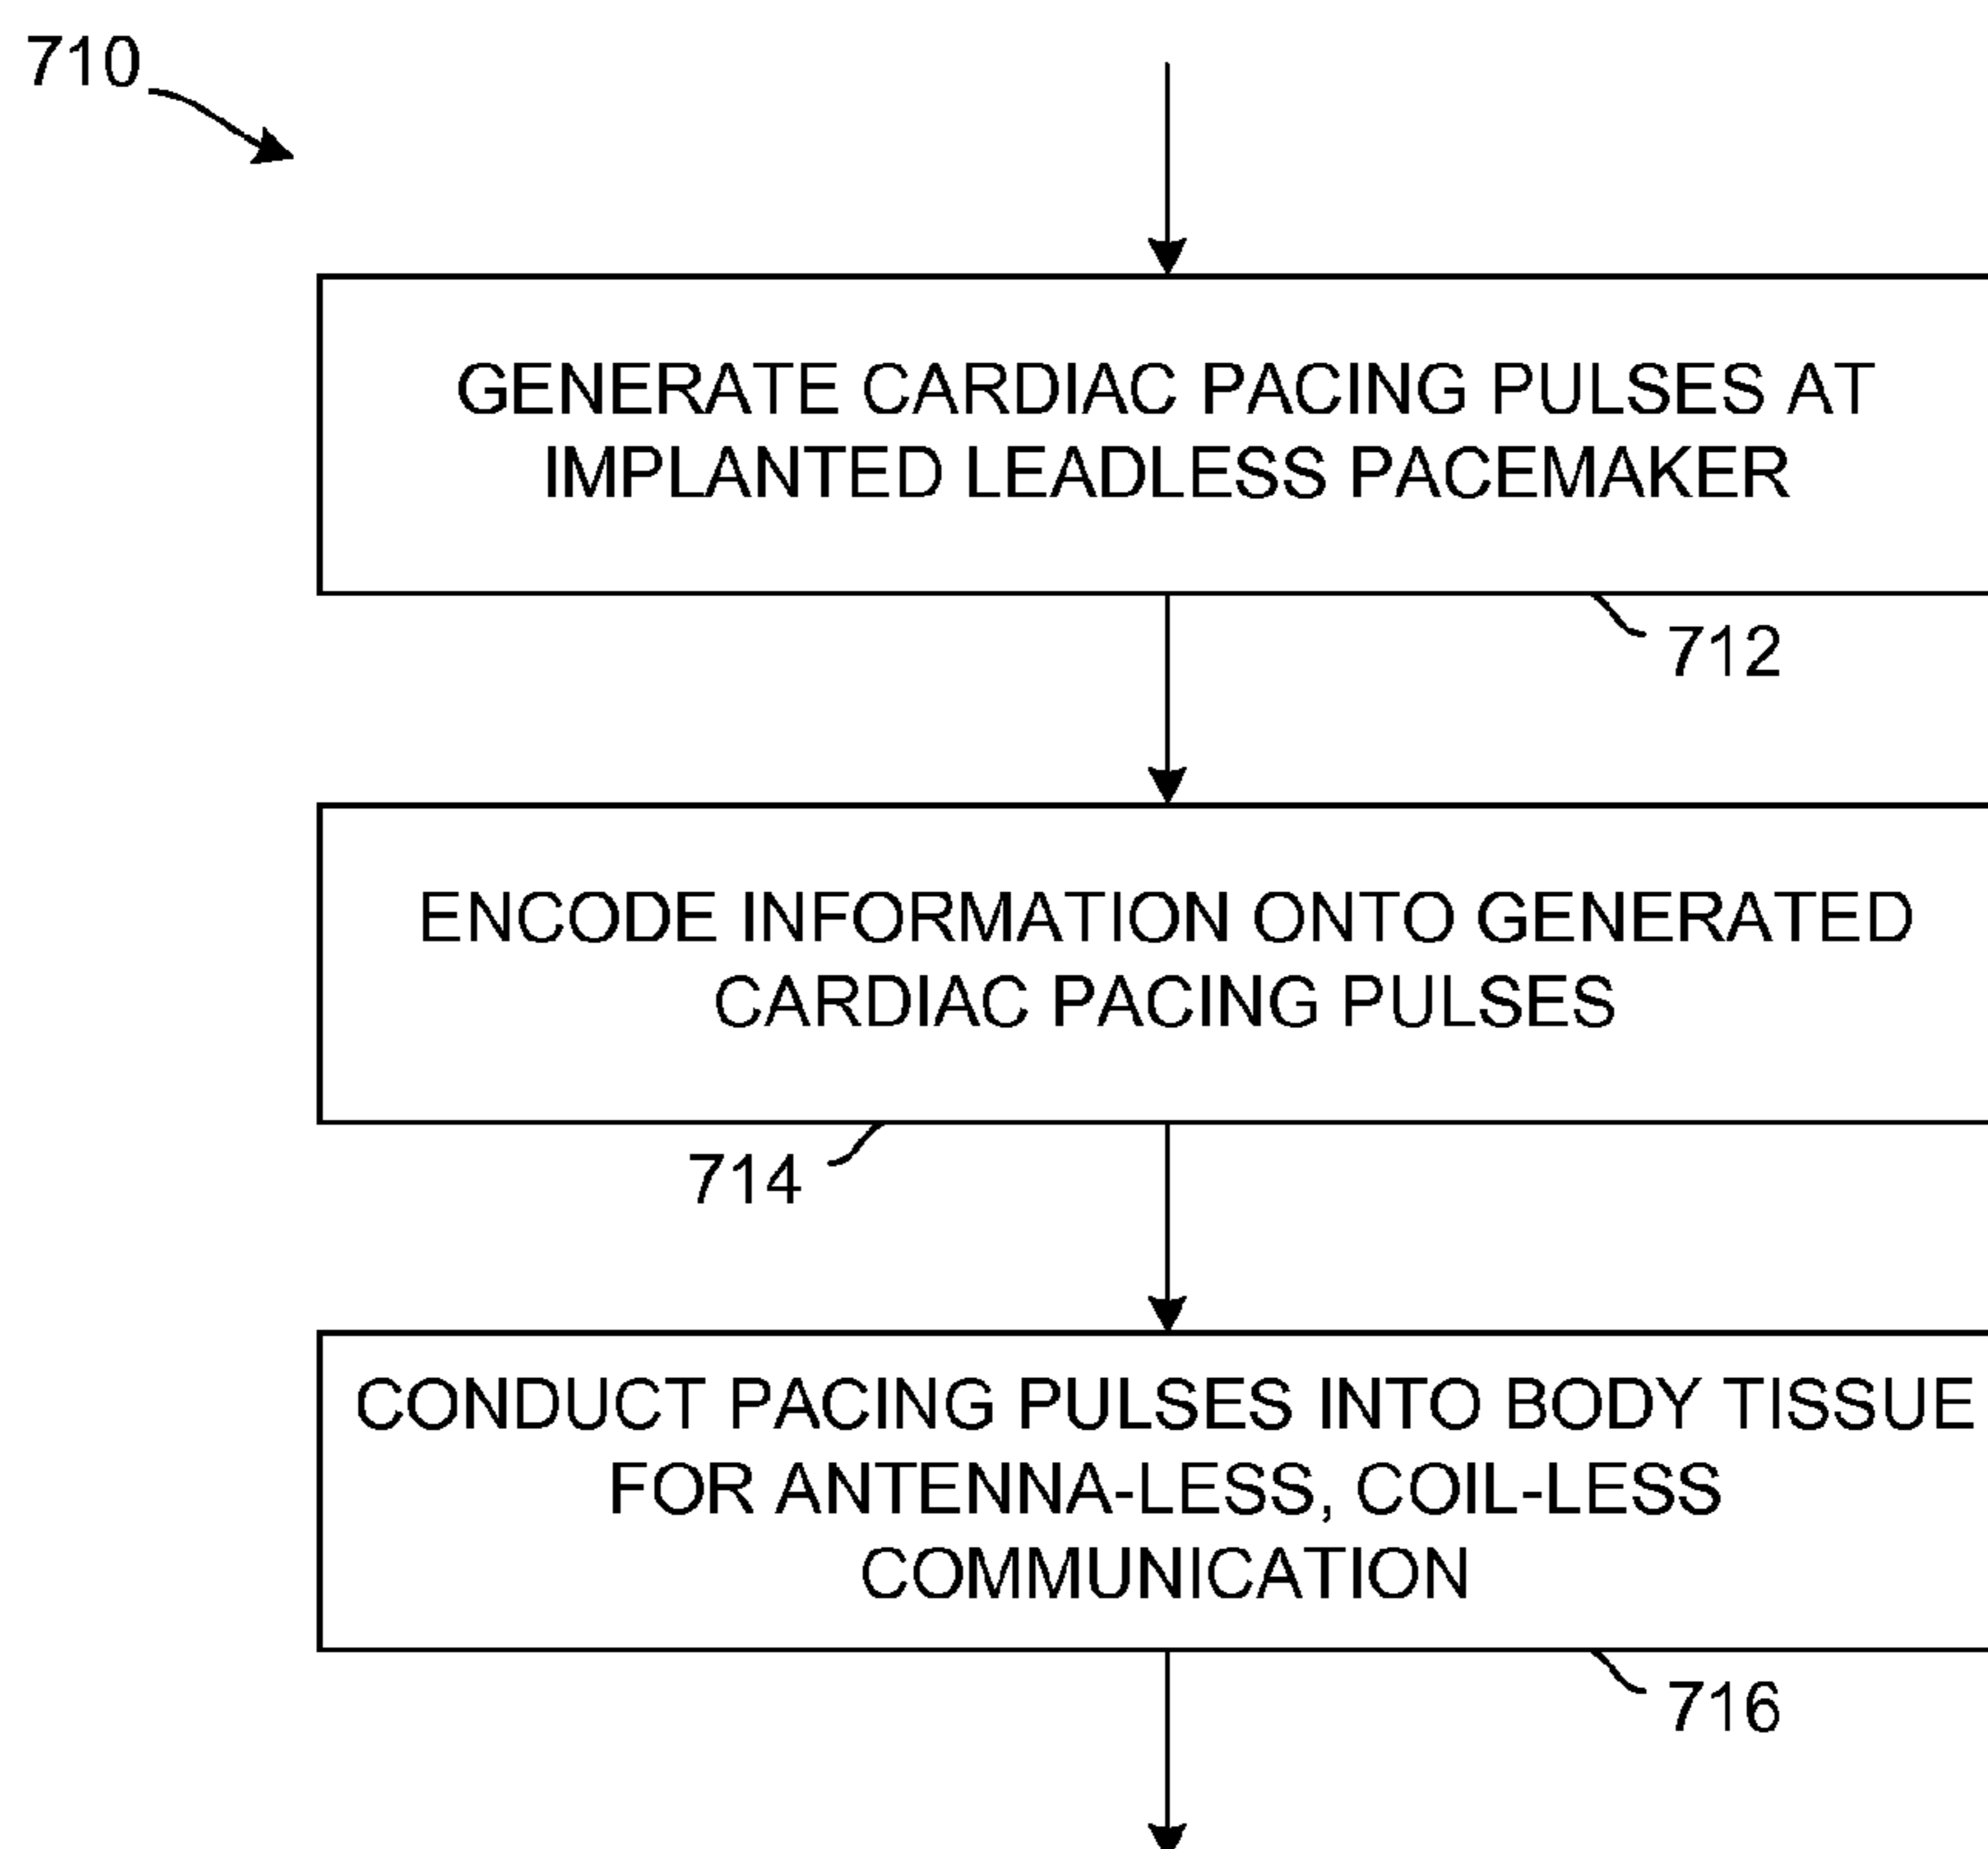 710
GENERATE CARDIAC PACING PULSES AT
IMPLANTED LEADLESS PACEMAKER
712
ENCODE INFORMATION ONTO GENERATED
CARDIAC PACING PULSES
714
CONDUCT PACING PULSES INTO BODY TISSUE
FOR ANTENNA-LESS, COIL-LESS
COMMUNICATION
716